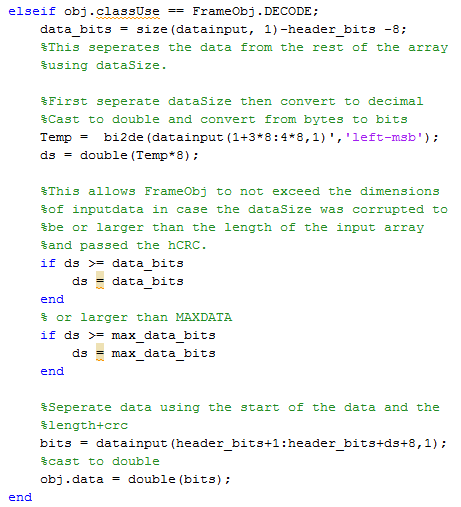 elseif obj.classUse == FrameObj.DECODE;
data_bits = size(datainput, 1)-header_bits -8;
%This seperates the data from the rest of the array
%using dataSize.
%First seperate dataSize then convert to decimal
%Cast to double and convert from bytes to bits
Temp =  bi2de(datainput(1+3*8:4*8,1)','left-msb');
ds = double(Temp*8);
%This allows FrameObj to not exceed the dimensions
%of inputdata in case the dataSize was corrupted to
%be or larger than the length of the input array
%and passed the hCRC.
if ds >= data_bits
ds = data_bits
end
% or larger than MAXDATA
if ds >= max_data_bits
ds = max_data_bits
end
%Seperate data using the start of the data and the
%length+crc
bits = datainput(header_bits+1:header_bits+ds+8,1);
%cast to double
obj.data = double(bits);
end